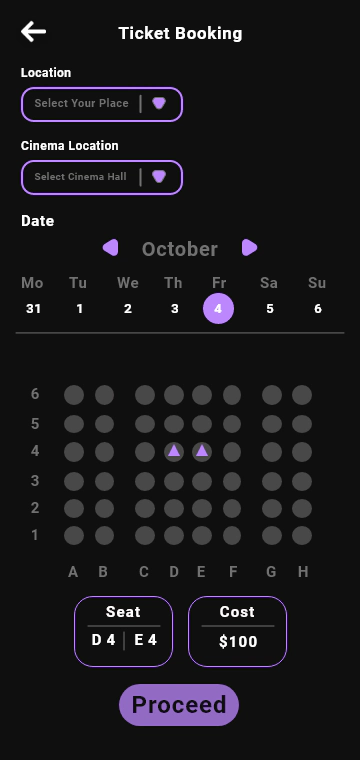 Ticket Booking
Location
Select Your Place
Cinema Location
Select Cinema Hall
Date
October
Mo Tu We Th Fr Sa Su
31 1 2 3 4 5 6
6
5
4
3
2
1
A B C D E F G H
Seat
D 4 | E 4
Cost
$100
Proceed